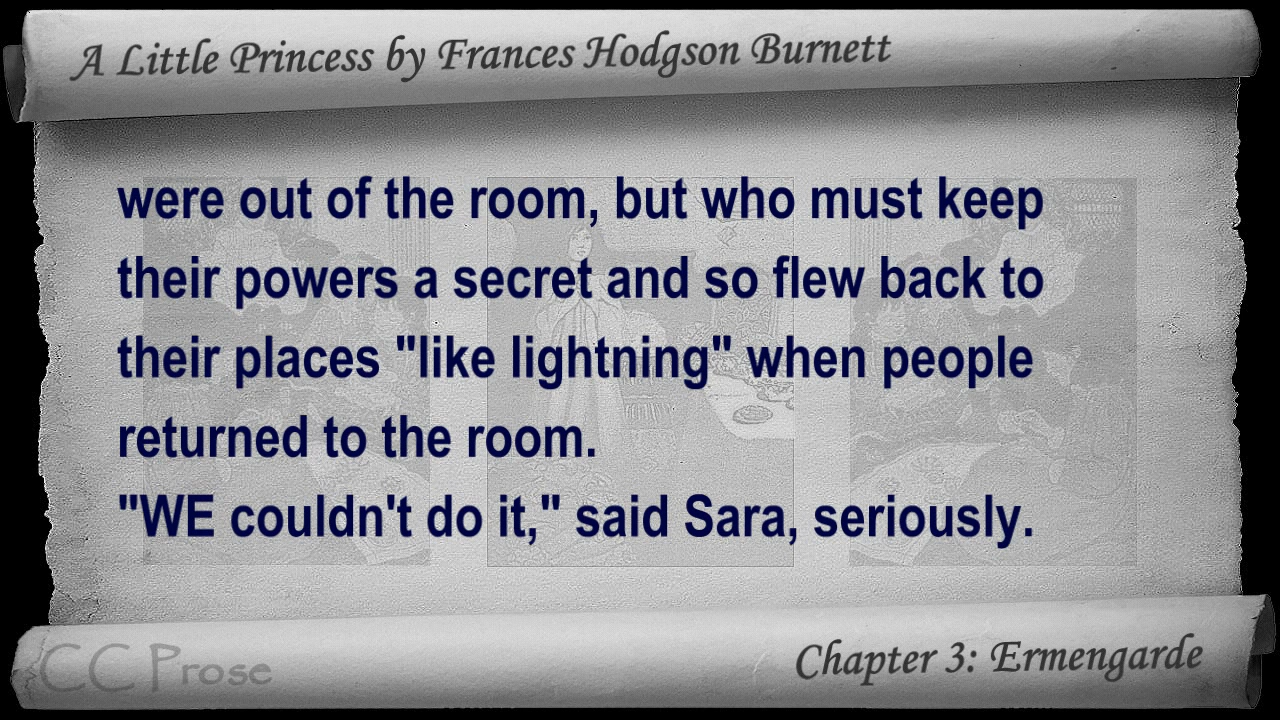 A Little Princess by Frances Hodgson Burnett
were out of the room, but who must keep
their powers a secret and so flew back to
their places "like lightning" when people
returned to the room.
"WE couldn't do it," said Sara, seriously.
CC Prose
Chapter 3: Ermengarde